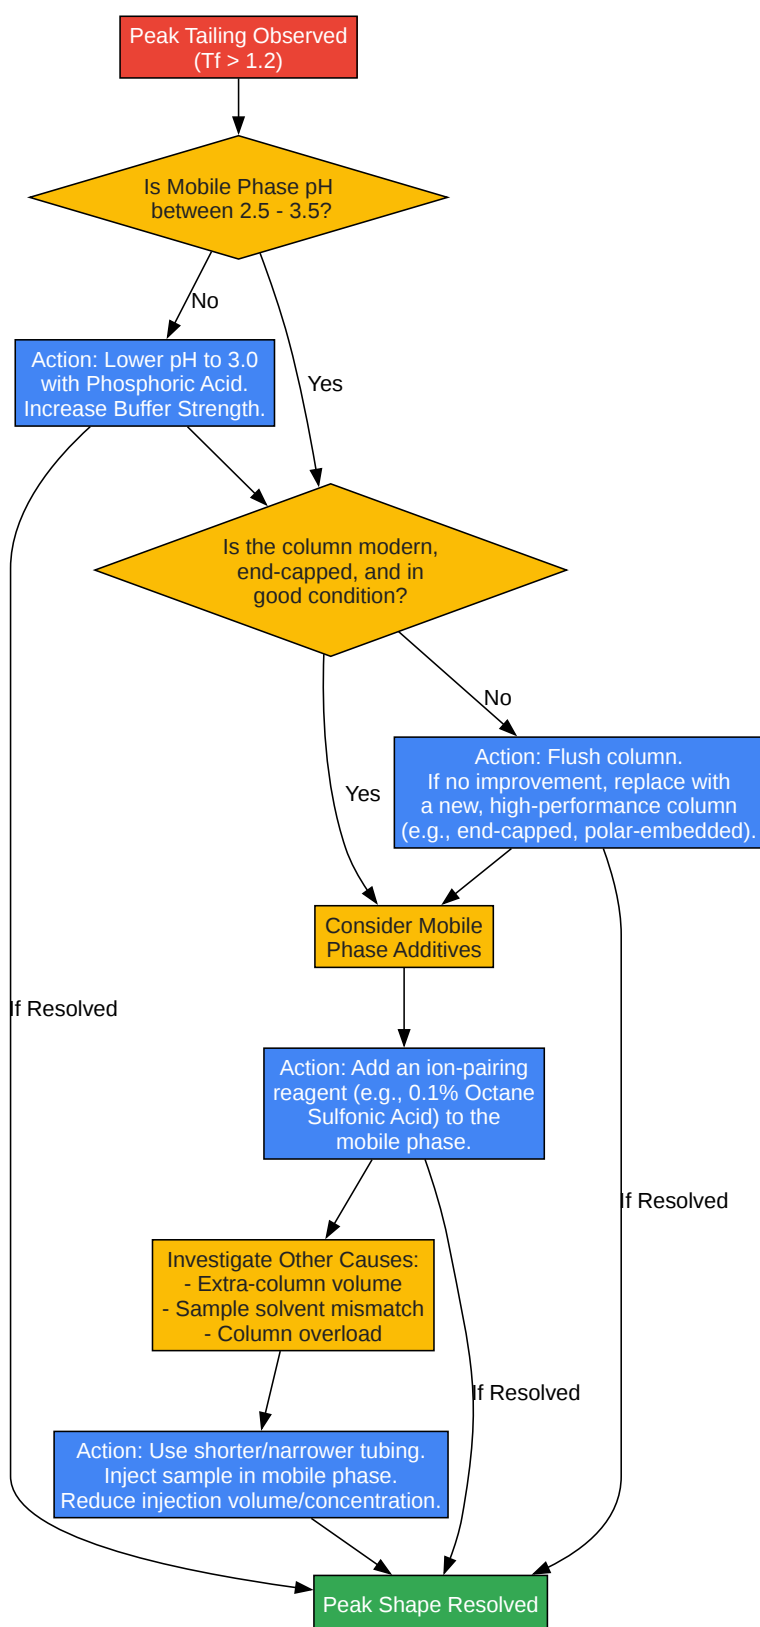 Peak Tailing Observed
(Tf > 1.2)
Is Mobile Phase pH
between 2.5 - 3.5?
No
Action: Lower pH to 3.0
with Phosphoric Acid.
Increase Buffer Strength.
Yes
Is the column modern,
end-capped, and in
good condition?
No
Action: Flush column.
If no improvement, replace with
a new, high-performance column
(e.g., end-capped, polar-embedded).
Yes
Consider Mobile
Phase Additives
If Resolved
Action: Add an ion-pairing
reagent (e.g., 0.1% Octane
Sulfonic Acid) to the
mobile phase.
If Resolved
Investigate Other Causes:
- Extra-column volume
- Sample solvent mismatch
- Column overload
If Resolved
Action: Use shorter/narrower tubing.
Inject sample in mobile phase.
Reduce injection volume/concentration.
Peak Shape Resolved